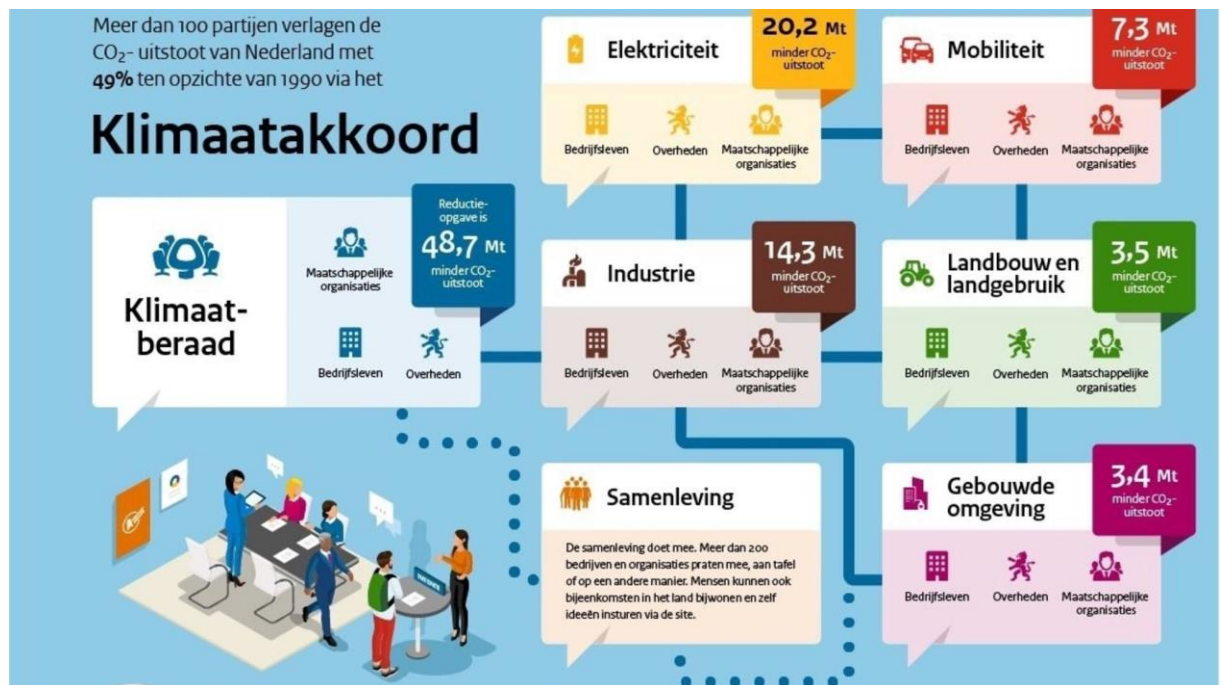 Meer dan 100 partijen verlagen de
CO₂- uitstoot van Nederland met
49% ten opzichte van 1990 via het
Klimaatakkoord
Klimaat-
beraad
Maatschappelijke
organisaties
Bedrijfsleven
Overheden
Reductie-
opgave is
48,7 Mt
minder CO₂-
uitstoot
Elektriciteit
20,2 Mt
minder CO₂-
uitstoot
Bedrijfsleven
Overheden
Maatschappelijke
organisaties
Mobiliteit
7,3 Mt
minder CO₂-
uitstoot
Bedrijfsleven
Overheden
Maatschappelijke
organisaties
Industrie
14,3 Mt
minder CO₂-
uitstoot
Bedrijfsleven
Overheden
Maatschappelijke
organisaties
Landbouw en
landgebruik
3,5 Mt
minder CO₂-
uitstoot
Bedrijfsleven
Overheden
Maatschappelijke
organisaties
Samenleving
De samenleving doet mee. Meer dan 200
bedrijven en organisaties praten mee, aan tafel
of op een andere manier. Mensen kunnen ook
bijeenkomsten in het land bijwonen en zelf
ideeën insturen via de site.
Gebouwde
omgeving
3,4 Mt
minder CO₂-
uitstoot
Bedrijfsleven
Overheden
Maatschappelijke
organisaties